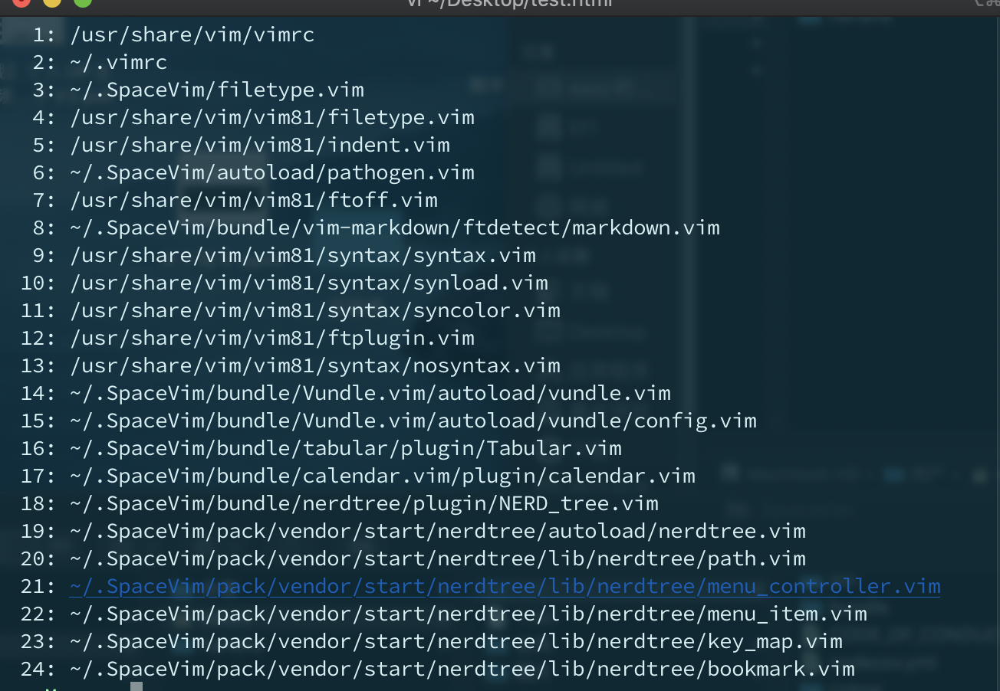 vi ~/Desktop/test.html
1: /usr/share/vim/vimrc
2: ~/.vimrc
3: ~/.SpaceVim/filetype.vim
4: /usr/share/vim/vim81/filetype.vim
5: /usr/share/vim/vim81/indent.vim
6: ~/.SpaceVim/autoload/pathogen.vim
7: /usr/share/vim/vim81/ftoff.vim
8: ~/.SpaceVim/bundle/vim-markdown/ftdetect/markdown.vim
9: /usr/share/vim/vim81/syntax/syntax.vim
10: /usr/share/vim/vim81/syntax/synload.vim
11: /usr/share/vim/vim81/syntax/syncolor.vim
12: /usr/share/vim/vim81/ftplugin.vim
13: /usr/share/vim/vim81/syntax/nosyntax.vim
14: ~/.SpaceVim/bundle/Vundle.vim/autoload/vundle.vim
15: ~/.SpaceVim/bundle/Vundle.vim/autoload/vundle/config.vim
16: ~/.SpaceVim/bundle/tabular/plugin/Tabular.vim
17: ~/.SpaceVim/bundle/calendar.vim/plugin/calendar.vim
18: ~/.SpaceVim/bundle/nerdtree/plugin/NERD_tree.vim
19: ~/.SpaceVim/pack/vendor/start/nerdtree/autoload/nerdtree.vim
20: ~/.SpaceVim/pack/vendor/start/nerdtree/lib/nerdtree/path.vim
21: ~/.SpaceVim/pack/vendor/start/nerdtree/lib/nerdtree/menu_controller.vim
22: ~/.SpaceVim/pack/vendor/start/nerdtree/lib/nerdtree/menu_item.vim
23: ~/.SpaceVim/pack/vendor/start/nerdtree/lib/nerdtree/key_map.vim
24: ~/.SpaceVim/pack/vendor/start/nerdtree/lib/nerdtree/bookmark.vim